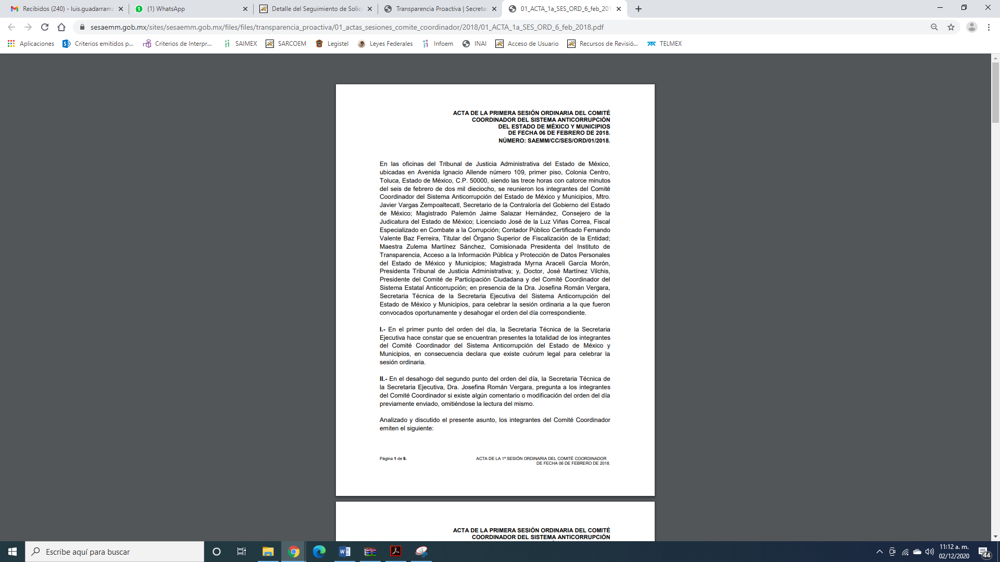 Recibidos (240) - luis.guadarrama
(1) WhatsApp
Detalle del Seguimiento de Solici
Transparencia Proactiva | Secreta
01_ACTA_1a_SES_ORD_6_feb_201
sesaemm.gob.mx/sites/sesaemm.gob.mx/files/files/transparencia_proactiva/01_actas_sesiones_comite_coordinador/2018/01_ACTA_1a_SES_ORD_6_feb_2018.pdf
Aplicaciones
Criterios emitidos p...
Criterios de Interpr...
SAIMEX
SARCOEM
Legistel
Leyes Federales
Infoem
INAI
Acceso de Usuario
Recursos de Revisió...
TELMEX
ACTA DE LA PRIMERA SESIÓN ORDINARIA DEL COMITÉ
COORDINADOR DEL SISTEMA ANTICORRUPCIÓN
DEL ESTADO DE MÉXICO Y MUNICIPIOS
DE FECHA 06 DE FEBRERO DE 2018.
NÚMERO: SAEMM/CC/SES/ORD/01/2018.
En las oficinas del Tribunal de Justicia Administrativa del Estado de México,
ubicadas en Avenida Ignacio Allende número 109, primer piso, Colonia Centro,
Toluca, Estado de México, C.P. 50000, siendo las trece horas con catorce minutos
del seis de febrero de dos mil dieciocho, se reunieron los integrantes del Comité
Coordinador del Sistema Anticorrupción del Estado de México y Municipios, Mtro.
Javier Vargas Zempoaltecatl, Secretario de la Contraloría del Gobierno del Estado
de México; Magistrado Palemón Jaime Salazar Hernández, Consejero de la
Judicatura del Estado de México; Licenciado José de la Luz Viñas Correa, Fiscal
Especializado en Combate a la Corrupción; Contador Público Certificado Fernando
Valente Baz Ferreira, Titular del Órgano Superior de Fiscalización de la Entidad;
Maestra Zulema Martínez Sánchez, Comisionada Presidenta del Instituto de
Transparencia, Acceso a la Información Pública y Protección de Datos Personales
del Estado de México y Municipios; Magistrada Myrna Araceli García Morón,
Presidenta Tribunal de Justicia Administrativa; y, Doctor, José Martínez Vilchis,
Presidente del Comité de Participación Ciudadana y del Comité Coordinador del
Sistema Estatal Anticorrupción; en presencia de la Dra. Josefina Román Vergara,
Secretaria Técnica de la Secretaria Ejecutiva del Sistema Anticorrupción del
Estado de México y Municipios, para celebrar la sesión ordinaria a la que fueron
convocados oportunamente y desahogar el orden del día correspondiente.
I.- En el primer punto del orden del día, la Secretaria Técnica de la Secretaria
Ejecutiva hace constar que se encuentran presentes la totalidad de los integrantes
del Comité Coordinador del Sistema Anticorrupción del Estado de México y
Municipios, en consecuencia declara que existe cuórum legal para celebrar la
sesión ordinaria.
II.- En el desahogo del segundo punto del orden del día, la Secretaria Técnica de
la Secretaria Ejecutiva, Dra. Josefina Román Vergara, pregunta a los integrantes
del Comité Coordinador si existe algún comentario o modificación del orden del día
previamente enviado, omitiéndose la lectura del mismo.
Analizado y discutido el presente asunto, los integrantes del Comité Coordinador
emiten el siguiente:
Página 1 de 9.
ACTA DE LA 1ª SESIÓN ORDINARIA DEL COMITÉ COORDINADOR
DE FECHA 06 DE FEBRERO DE 2018.
ACTA DE LA PRIMERA SESIÓN ORDINARIA DEL COMITÉ
COORDINADOR DEL SISTEMA ANTICORRUPCIÓN
Escribe aquí para buscar
11:12 a. m.
02/12/2020
44